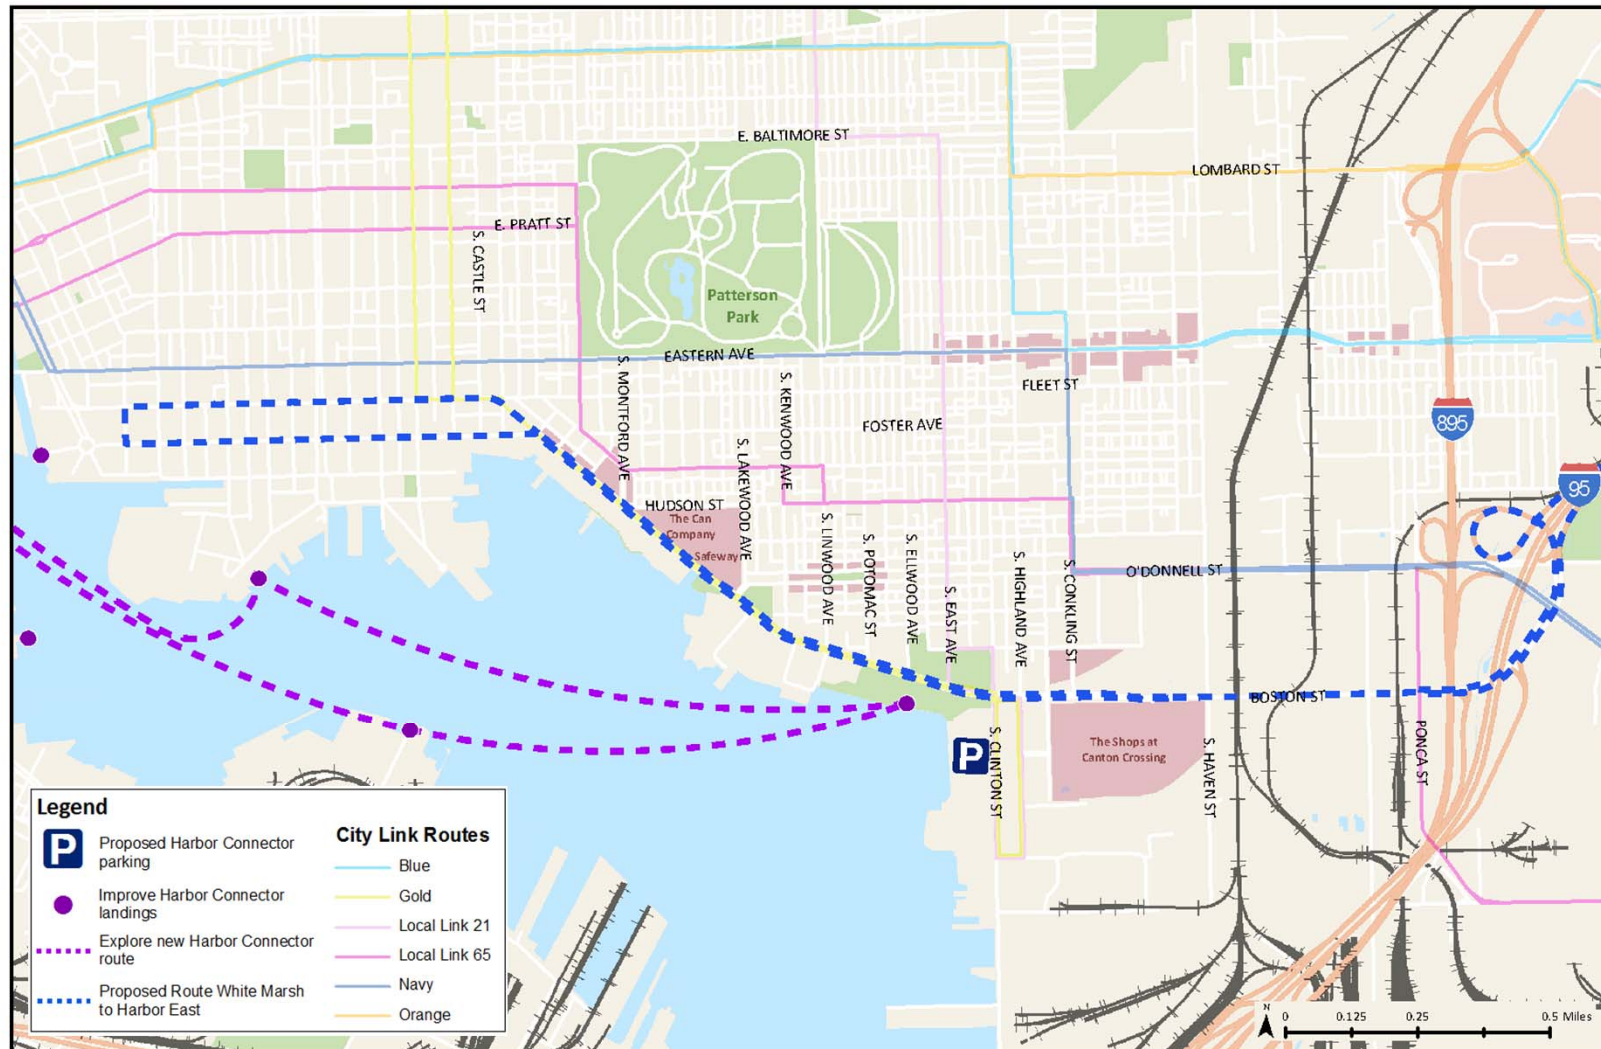 E. BALTIMORE ST
LOMBARD ST
E. PRATT ST
S. CASTLE ST
Patterson
Park
EASTERN AVE
S. MONTFORD AVE
S. KENWOOD AVE
FLEET ST
FOSTER AVE
895
S. LAKEWOOD AVE
95
HUDSON ST
The Can
Company
Safeway
S. LINWOOD AVE
S. POTOMAC ST
S. ELLWOOD AVE
S. EAST AVE
S. HIGHLAND AVE
S. CONKLING ST
O'DONNELL ST
BOSTON ST
P
S. CLINTON ST
The Shops at
Canton Crossing
S. HAVEN ST
PONCA ST
Legend
P
Proposed Harbor Connector
parking
Improve Harbor Connector
landings
Explore new Harbor Connector
route
Proposed Route White Marsh
to Harbor East
City Link Routes
Blue
Gold
Local Link 21
Local Link 65
Navy
Orange
N
0 0.125 0.25 0.5 Miles